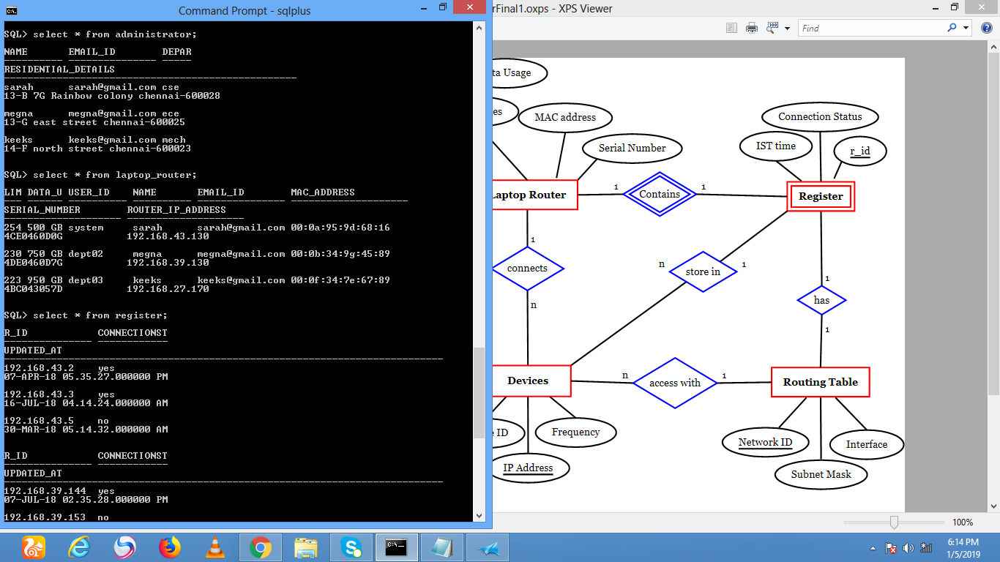 Command Prompt - sqlplus
SQL> select * from administrator;
NAME EMAIL_ID DEPAR
RESIDENTIAL_DETAILS
sarah sarah@gmail.com cse
13-B 7G Rainbow colony chennai-600028
megna megna@gmail.com ece
13-G east street chennai-600025
keeks keeks@gmail.com mech
14-F north street chennai-600023
SQL> select * from laptop_router;
LIM DATA_U USER_ID NAME EMAIL_ID MAC_ADDRESS
SERIAL_NUMBER ROUTER_IP_ADDRESS
254 500 GB system sarah sarah@gmail.com 00:0a:95:9d:68:16
4CE0460D0G 192.168.43.130
230 750 GB dept02 megna megna@gmail.com 00:0b:34:9g:45:89
4DE0460D7G 192.168.39.130
223 950 GB dept03 keeks keeks@gmail.com 00:0f:34:7e:67:89
4BC043057D 192.168.27.170
SQL> select * from register;
R_ID CONNECTIONST
UPDATED_AT
192.168.43.2 yes
07-APR-18 05.35.27.000000 PM
192.168.43.3 yes
16-JUL-18 04.14.24.000000 AM
192.168.43.5 no
30-MAR-18 05.14.32.000000 AM
R_ID CONNECTIONST
UPDATED_AT
192.168.39.144 yes
07-JUL-18 02.35.28.000000 PM
192.168.39.153 no
rFinal1.oxps - XPS Viewer
Find
ta Usage
es
MAC address
Serial Number
Connection Status
IST time
r_id
Laptop Router
1
Contains
1
Register
1
connects
n
n
store in
1
1
has
1
Devices
n
access with
1
Routing Table
e ID
Frequency
IP Address
Network ID
Interface
Subnet Mask
100%
6:14 PM
1/5/2019